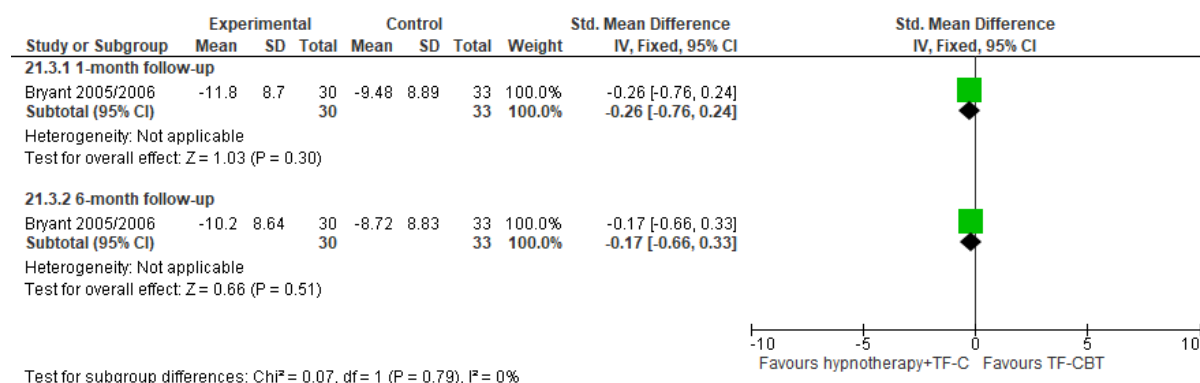 Experimental Control Std. Mean Difference Std. Mean Difference
Study or Subgroup Mean SD Total Mean SD Total Weight IV, Fixed, 95% CI IV, Fixed, 95% CI
21.3.1 1-month follow-up
Bryant 2005/2006 -11.8 8.7 30 -9.48 8.89 33 100.0% -0.26 [-0.76, 0.24]
Subtotal (95% CI) 30 33 100.0% -0.26 [-0.76, 0.24]
Heterogeneity: Not applicable
Test for overall effect: Z = 1.03 (P = 0.30)
21.3.2 6-month follow-up
Bryant 2005/2006 -10.2 8.64 30 -8.72 8.83 33 100.0% -0.17 [-0.66, 0.33]
Subtotal (95% CI) 30 33 100.0% -0.17 [-0.66, 0.33]
Heterogeneity: Not applicable
Test for overall effect: Z = 0.66 (P = 0.51)
-10 -5 0 5 10
Favours hypnotherapy+TF-C Favours TF-CBT
Test for subgroup differences: Chi² = 0.07, df = 1 (P = 0.79), I² = 0%